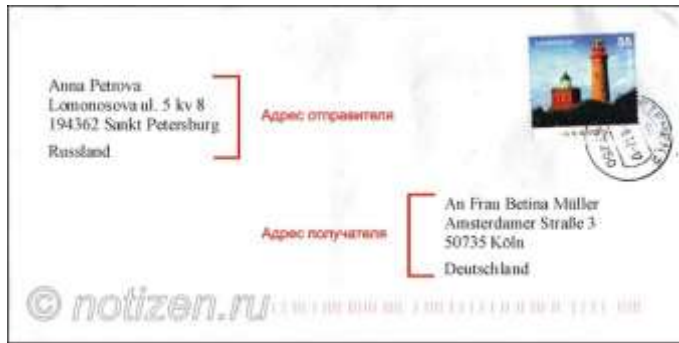 Anna Petrova
Lomonosova ul. 5 kv 8
194362 Sankt Petersburg
Russland
Адрес отправителя
55
An Frau Betina Müller
Amsterdamer Straße 3
50735 Köln
Deutschland
Адрес получателя
© notizen.ru